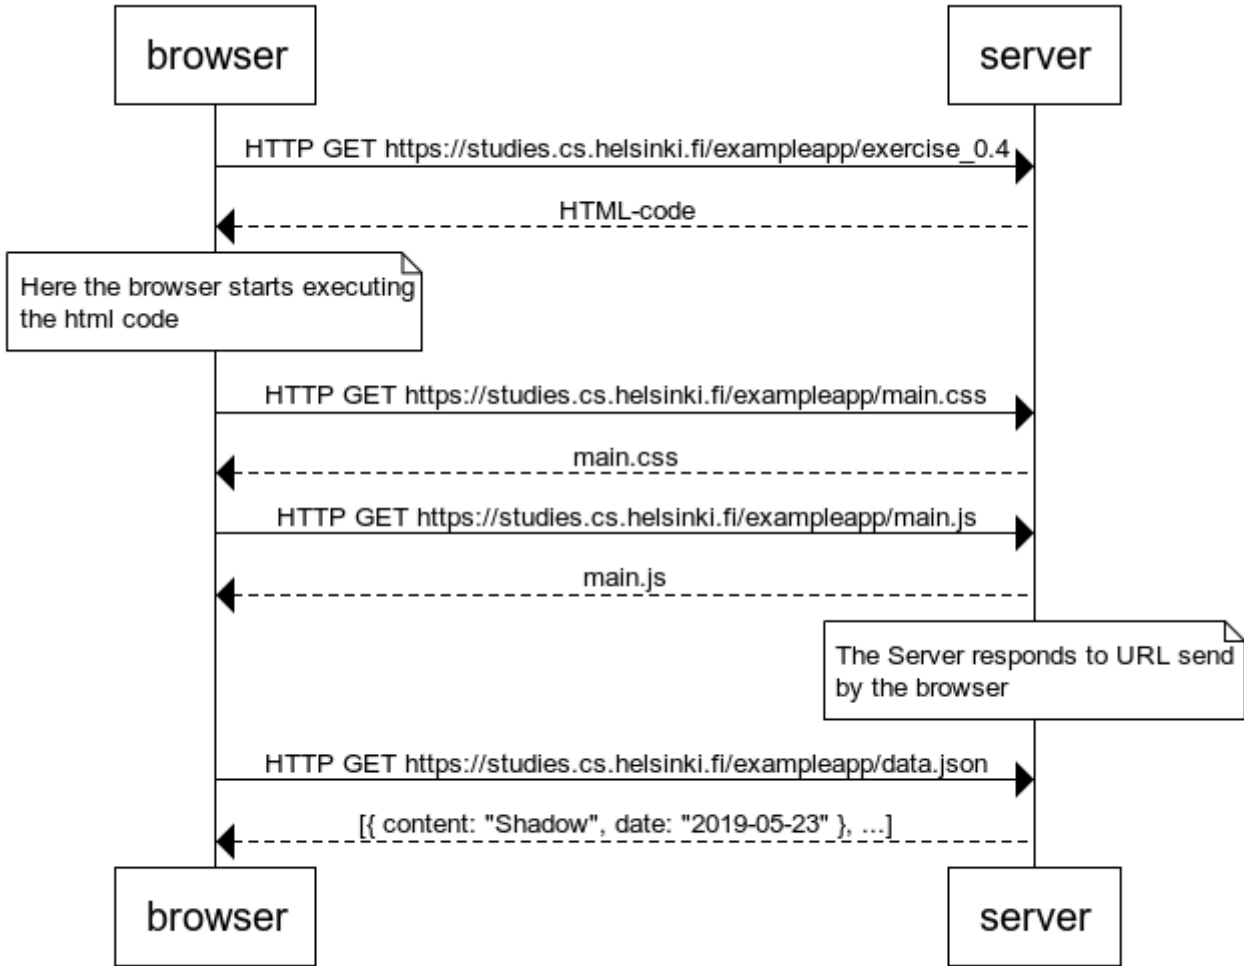 browser
server
HTTP GET https://studies.cs.helsinki.fi/exampleapp/exercise_0.4
HTML-code
Here the browser starts executing
the html code
HTTP GET https://studies.cs.helsinki.fi/exampleapp/main.css
main.css
HTTP GET https://studies.cs.helsinki.fi/exampleapp/main.js
main.js
The Server responds to URL send
by the browser
HTTP GET https://studies.cs.helsinki.fi/exampleapp/data.json
[{ content: "Shadow", date: "2019-05-23" }, ...]
browser
server